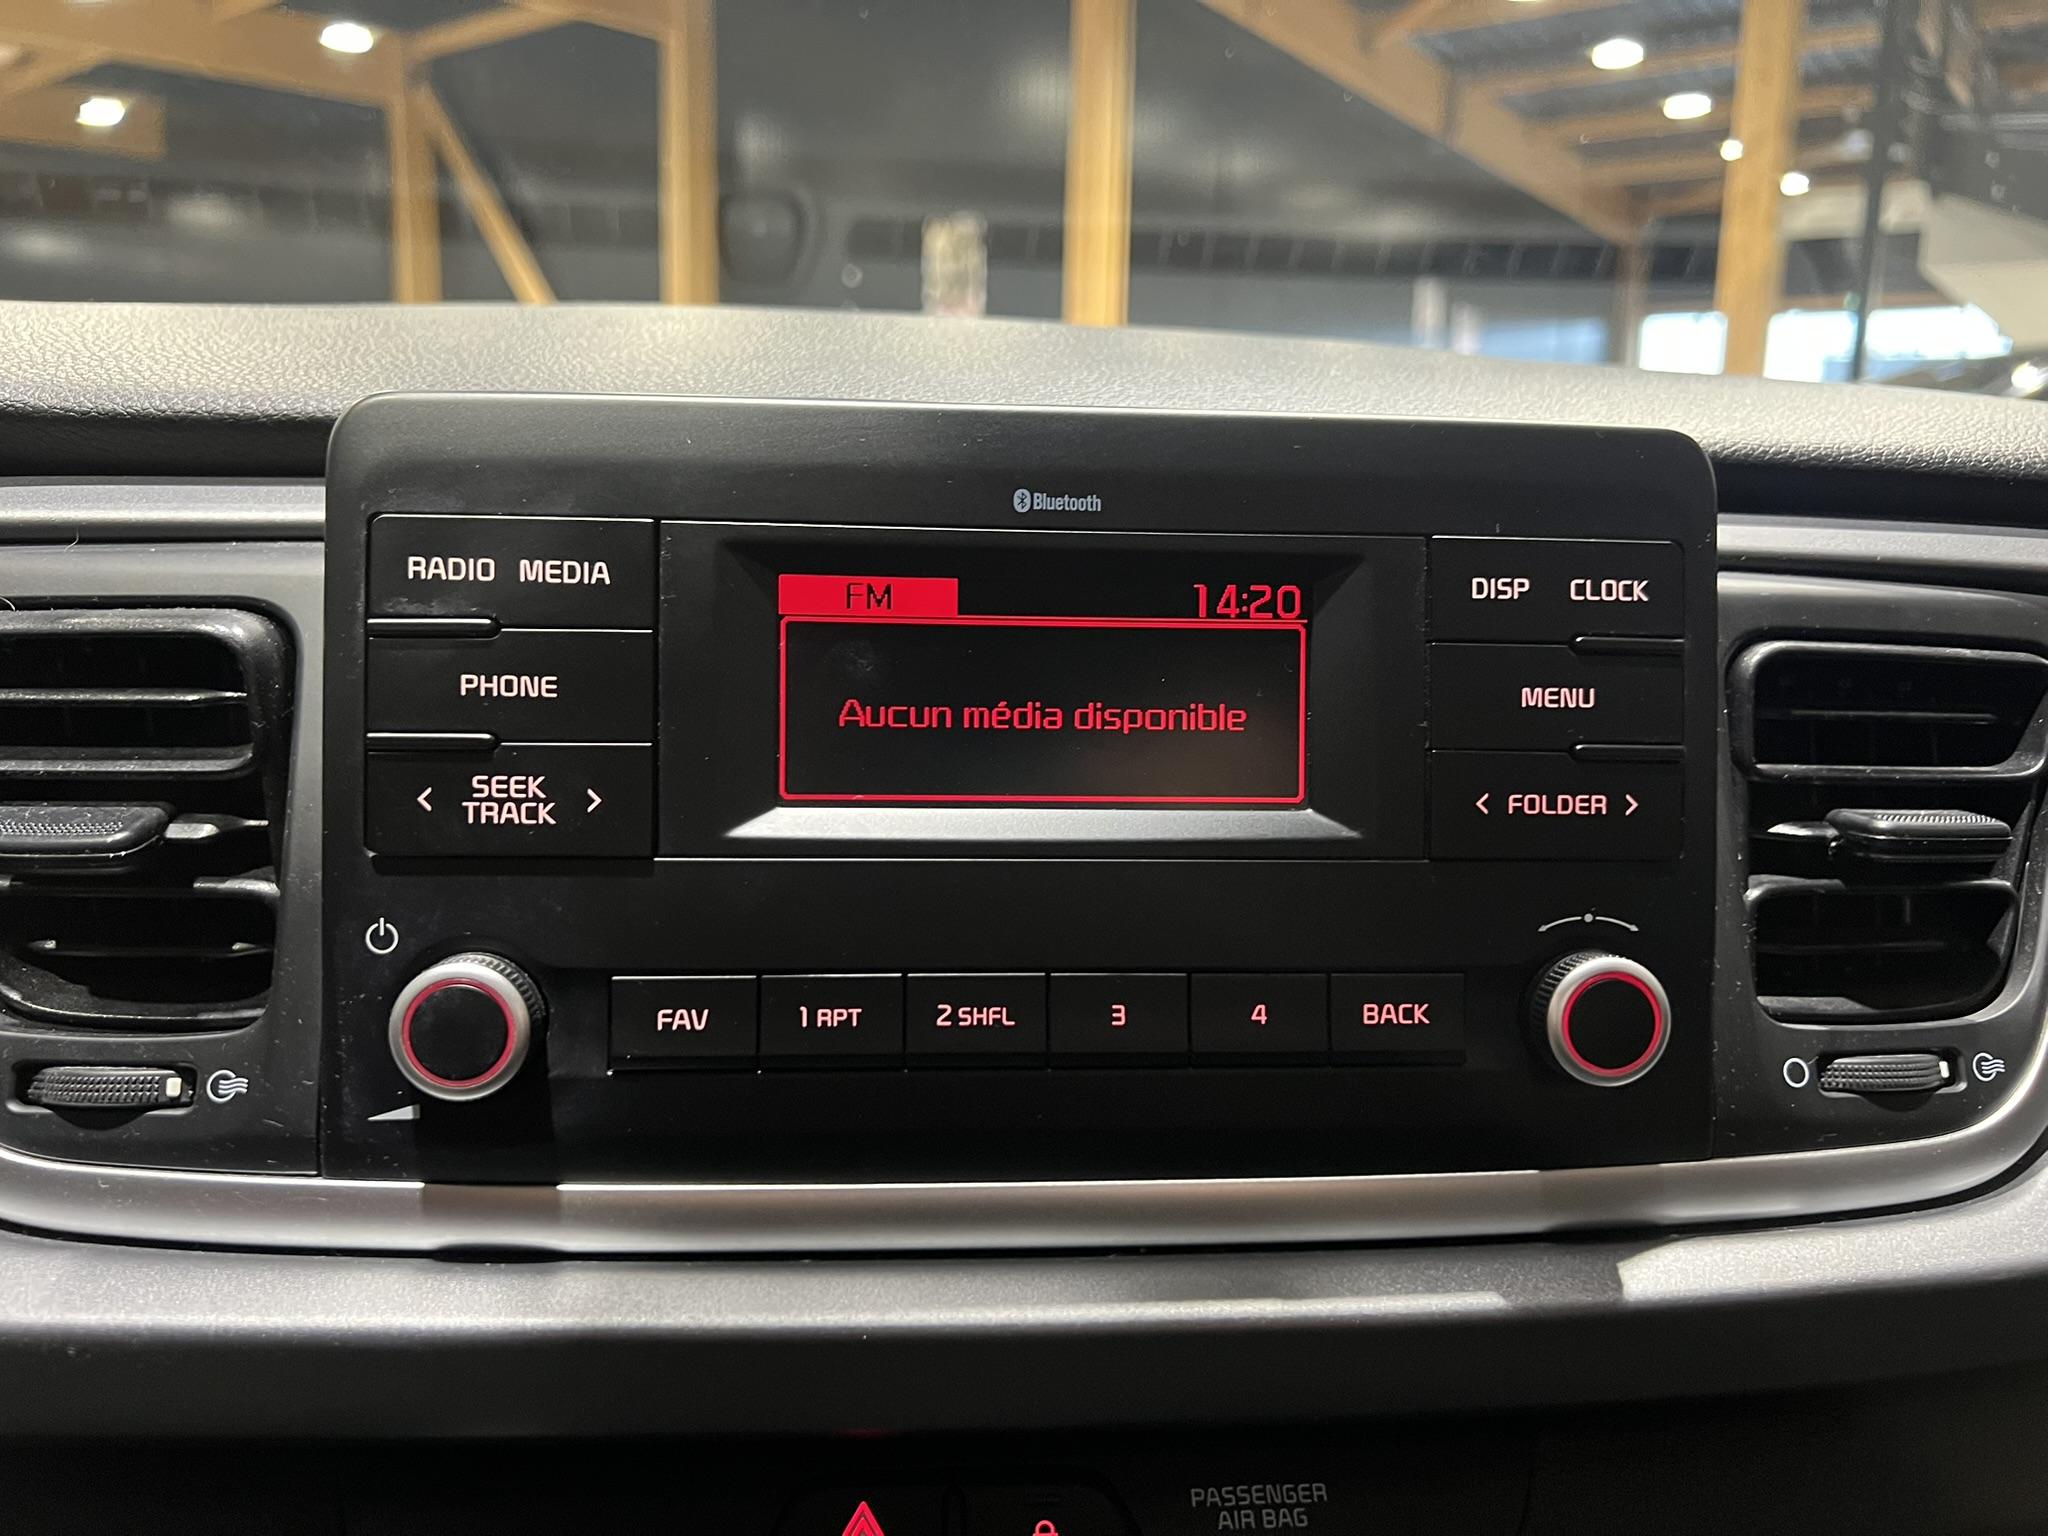 Bluetooth
RADIO MEDIA
PHONE
< SEEK >
TRACK
FM 14:20
Aucun média disponible
DISP CLOCK
MENU
< FOLDER >
FAV
1 RPT
2 SHFL
3
4
BACK
PASSENGER
AIR BAG